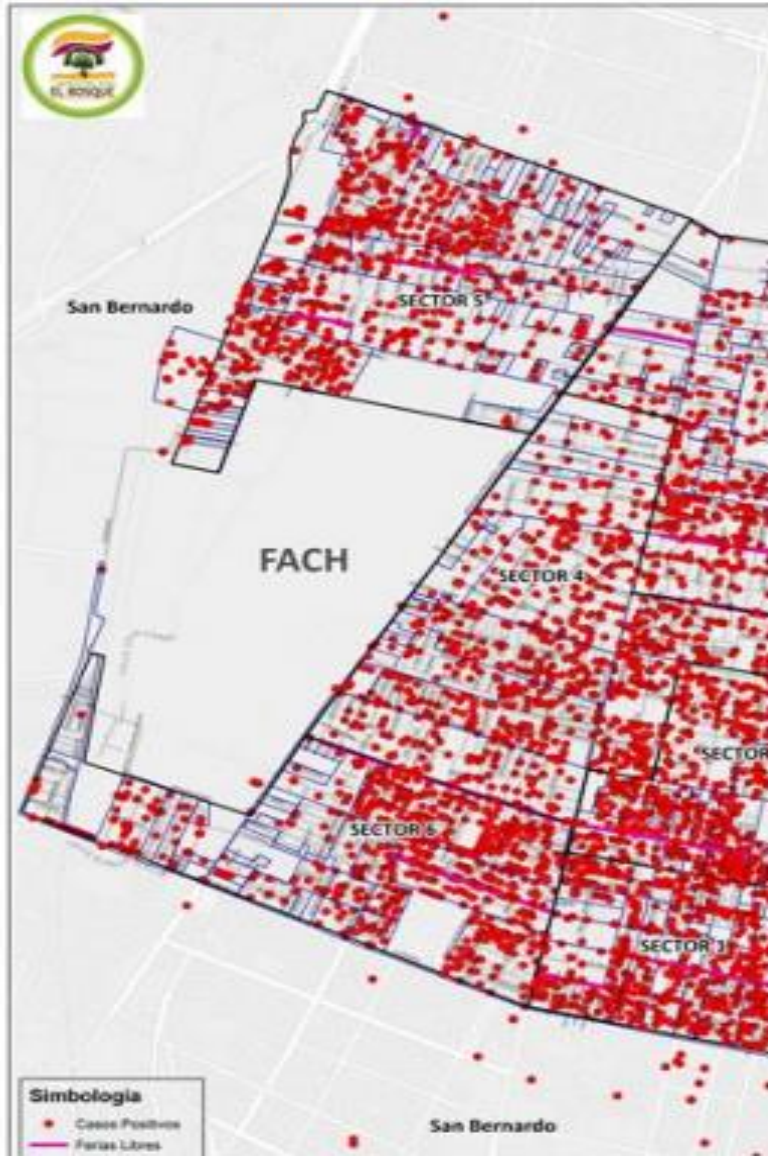 EL BOSQUE
San Bernardo
SECTOR 5
FACH
SECTOR 4
SECTOR
SECTOR 6
SECTOR 3
Simbología
Casos Positivos
Ferias Libres
San Bernardo